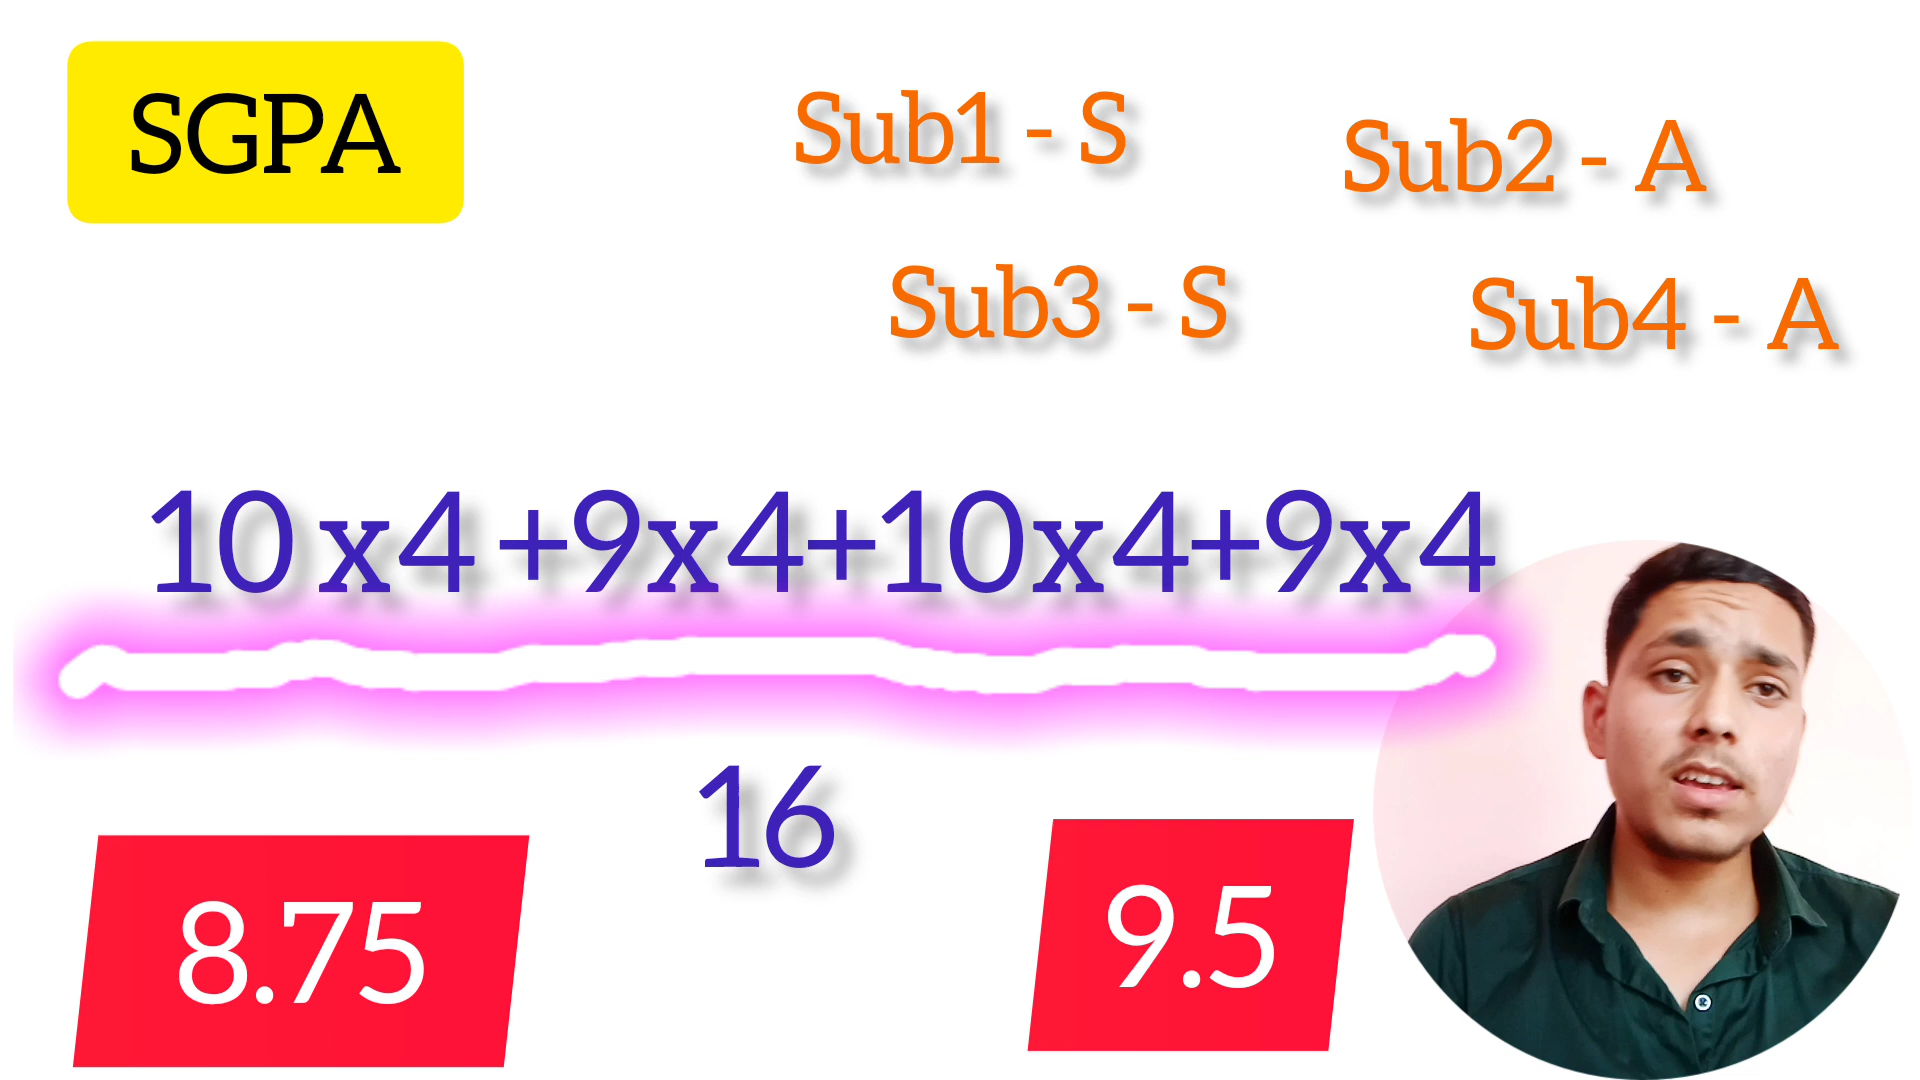 SGPA
Sub1 - S
Sub2 - A
Sub3 - S
Sub4 - A
10 x4 +9x4+10x4+9x4
16
8.75
9.5